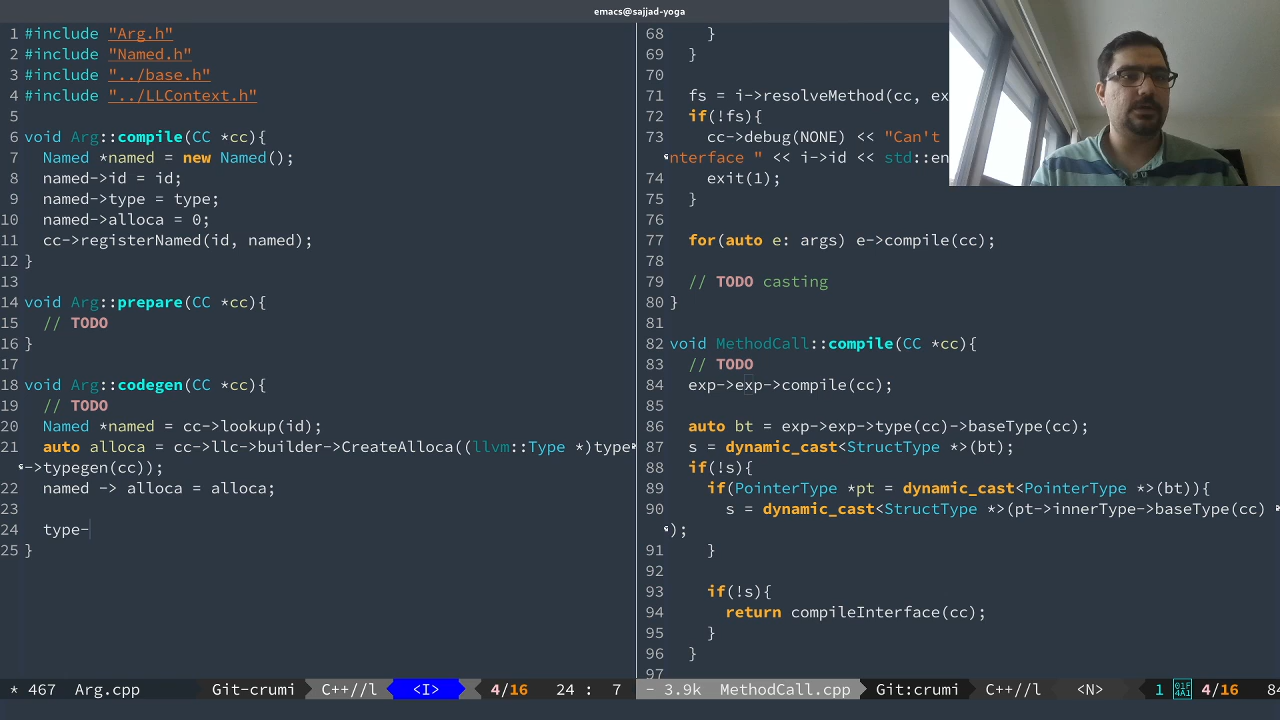 emacs@sajjad-yoga
1 #include "Arg.h"
2 #include "Named.h"
3 #include "../base.h"
4 #include "../LLContext.h"
5
6 void Arg::compile(CC *cc){
7 Named *named = new Named();
8 named->id = id;
9 named->type = type;
10 named->alloca = 0;
11 cc->registerNamed(id, named);
12 }
13
14 void Arg::prepare(CC *cc){
15 // TODO
16 }
17
18 void Arg::codegen(CC *cc){
19 // TODO
20 Named *named = cc->lookup(id);
21 auto alloca = cc->llc->builder->CreateAlloca((llvm::Type *)type
->typegen(cc));
22 named -> alloca = alloca;
23
24 type-
25 }
* 467 Arg.cpp Git-crumi C++//l <I> 4/16 24 : 7
68 }
69 }
70
71 fs = i->resolveMethod(cc, ex
72 if(!fs){
73 cc->debug(NONE) << "Can't
nterface " << i->id << std::en
74 exit(1);
75 }
76
77 for(auto e: args) e->compile(cc);
78
79 // TODO casting
80 }
81
82 void MethodCall::compile(CC *cc){
83 // TODO
84 exp->exp->compile(cc);
85
86 auto bt = exp->exp->type(cc)->baseType(cc);
87 s = dynamic_cast<StructType *>(bt);
88 if(!s){
89 if(PointerType *pt = dynamic_cast<PointerType *>(bt)){
90 s = dynamic_cast<StructType *>(pt->innerType->baseType(cc)
);
91 }
92
93 if(!s){
94 return compileInterface(cc);
95 }
96 }
97
- 3.9k MethodCall.cpp Git:crumi C++//l <N> 1 4/16 84